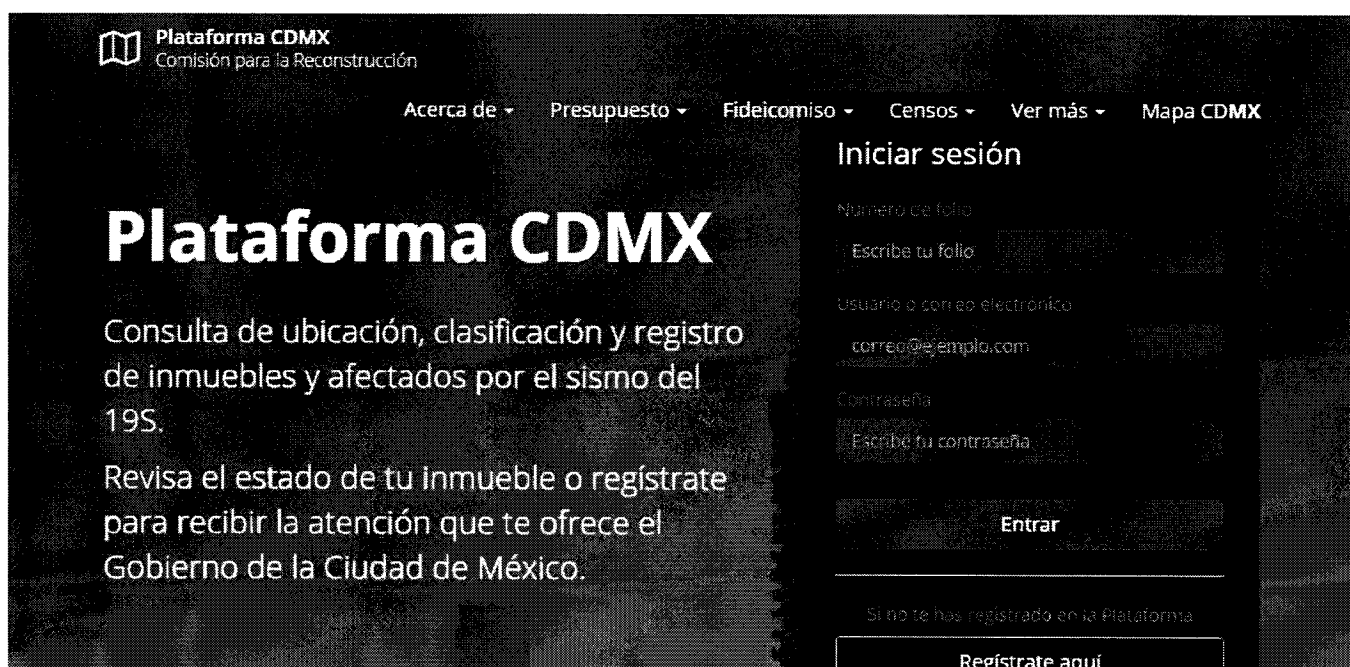 Plataforma CDMX
Comisión para la Reconstrucción
Acerca de Presupuesto Fideicomiso Censos Ver más Mapa CDMX
Iniciar sesión
Número de folio
Plataforma CDMX
Escribe tu folio
Usuario o correo electrónico
Consulta de ubicación, clasificación y registro
de inmuebles y afectados por el sismo del
19S.
correo@ejemplo.com
Contraseña
Escribe tu contraseña
Revisa el estado de tu inmueble o regístrate
para recibir la atención que te ofrece el
Gobierno de la Ciudad de México.
Entrar
Si no te has registrado en la Plataforma
Regístrate aquí